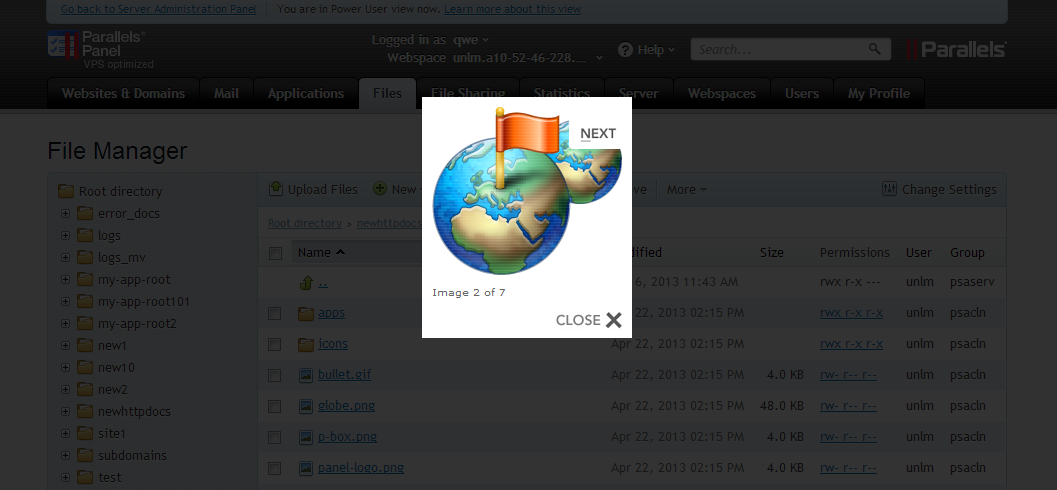 Go back to Server Administration Panel You are in Power User view now. Learn more about this view
Parallels® Panel
VPS optimized
Logged in as qwe
Webspace unlm.a10-52-46-228....
Help
Search...
Parallels®
Websites & Domains Mail Applications Files File Sharing Statistics Server Webspaces Users My Profile
File Manager
Root directory
error_docs
logs
logs_mv
my-app-root
my-app-root101
my-app-root2
new1
new10
new2
newhttpdocs
site1
subdomains
test
Upload Files New More Change Settings
Root directory > newhttpdocs
Name Size Permissions User Group
.. 6, 2013 11:43 AM rwx r-x --- unlm psaserv
apps Apr 22, 2013 02:15 PM rwx r-x r-x unlm psacln
icons Apr 22, 2013 02:15 PM rwx r-x r-x unlm psacln
bullet.gif Apr 22, 2013 02:15 PM 4.0 KB rw- r-- r-- unlm psacln
globe.png Apr 22, 2013 02:15 PM 48.0 KB rw- r-- r-- unlm psacln
p-box.png Apr 22, 2013 02:15 PM 4.0 KB rw- r-- r-- unlm psacln
panel-logo.png Apr 22, 2013 02:15 PM 4.0 KB rw- r-- r-- unlm psacln
NEXT
Image 2 of 7
CLOSE X